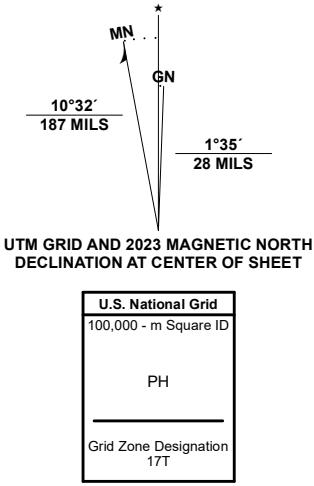 ★
MN
GN
10°32´
187 MILS
1°35´
28 MILS
UTM GRID AND 2023 MAGNETIC NORTH
DECLINATION AT CENTER OF SHEET
U.S. National Grid
100,000 - m Square ID
PH
Grid Zone Designation
17T